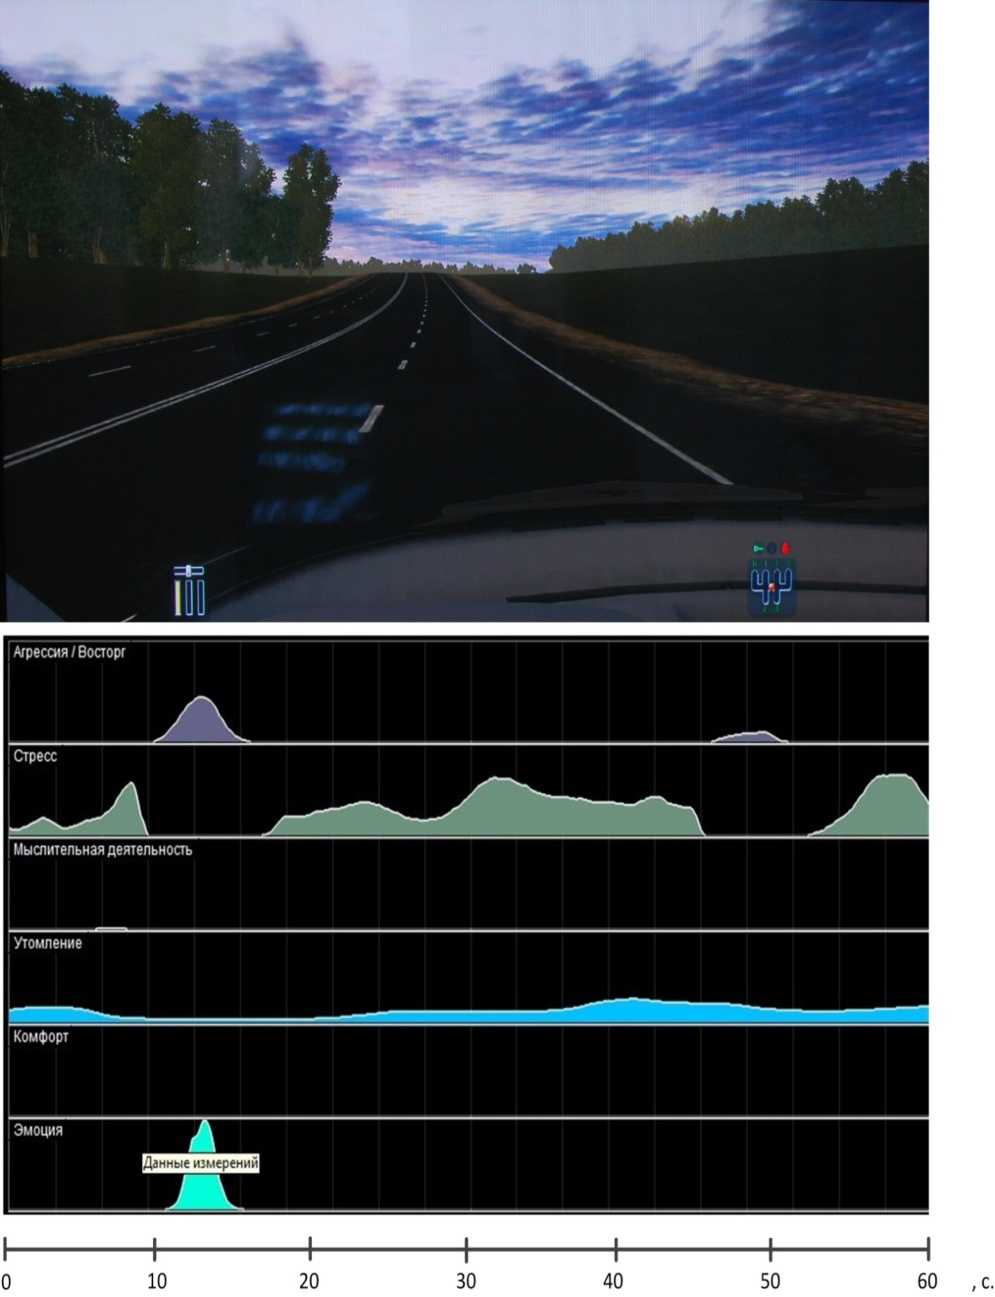 Агрессия / Восторг
Стресс
Мыслительная деятельность
Утомление
Комфорт
Эмоция
Данные измерений
0 10 20 30 40 50 60 , с.